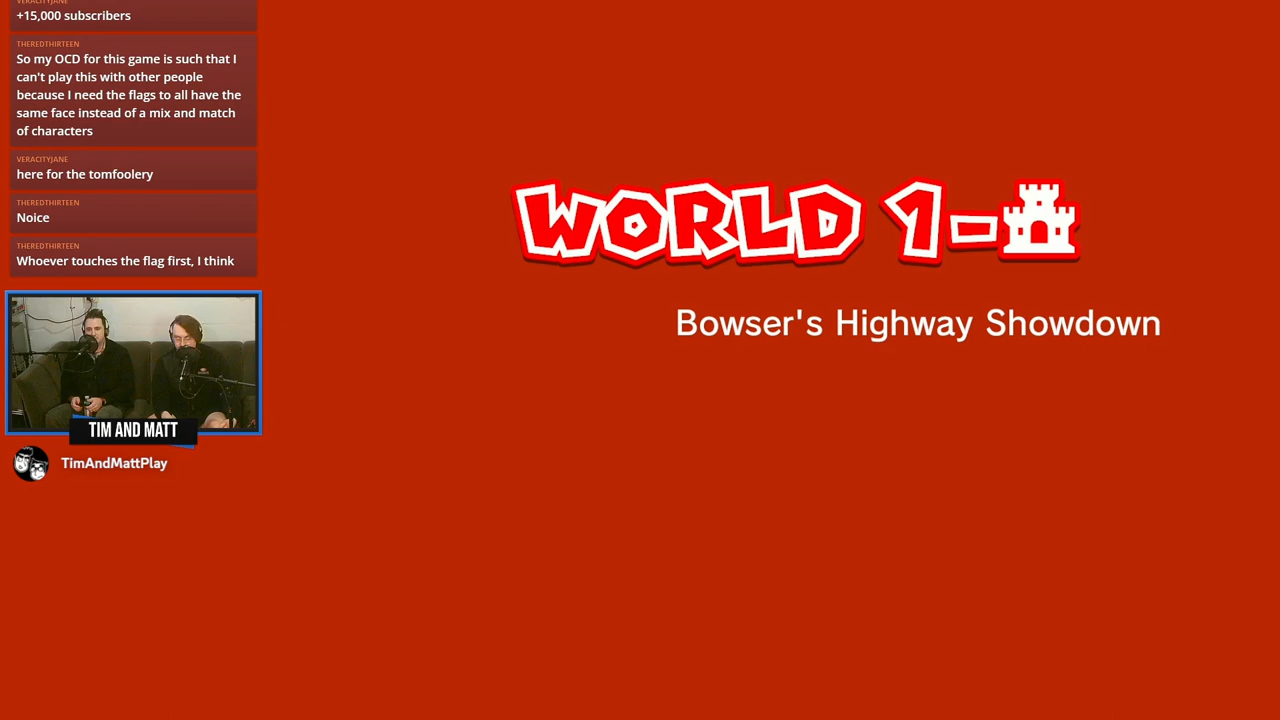 VERACITYJANE
+15,000 subscribers
THEREDTHIRTEEN
So my OCD for this game is such that I
can't play this with other people
because I need the flags to all have the
same face instead of a mix and match
of characters
VERACITYJANE
here for the tomfoolery
THEREDTHIRTEEN
Noice
THEREDTHIRTEEN
Whoever touches the flag first, I think
TIM AND MATT
TimAndMattPlay
WORLD 1-
Bowser's Highway Showdown